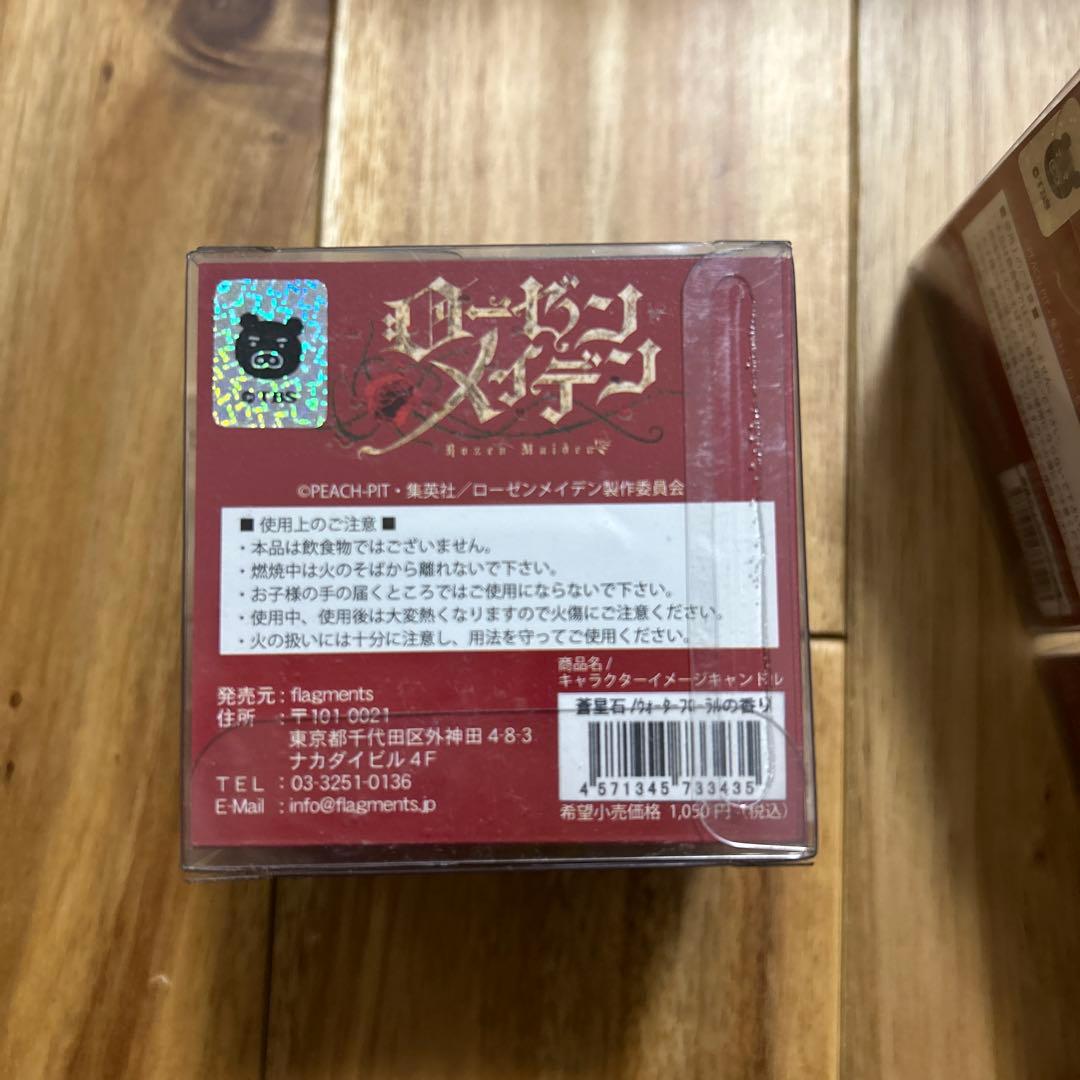 ©TBS
ローゼン
メイデン
Rozen Maiden
©PEACH-PIT・集英社／ローゼンメイデン製作委員会
■ 使用上のご注意 ■
・本品は飲食物ではございません。
・燃焼中は火のそばから離れないで下さい。
・お子様の手の届くところではご使用にならないで下さい。
・使用中、使用後は大変熱くなりますので火傷にご注意ください。
・火の扱いには十分に注意し、用法を守ってご使用ください。
商品名/
キャラクターイメージキャンドル
蒼星石 /ｳｫｰﾀｰﾌﾛｰﾗﾙの香り
4 571345 733435
希望小売価格 1,050円（税込）
発売元 : flagments
住所 : 〒101-0021
東京都千代田区外神田 4-8-3
ナカダイビル 4F
TEL : 03-3251-0136
E-Mail : info@flagments.jp
©TBS